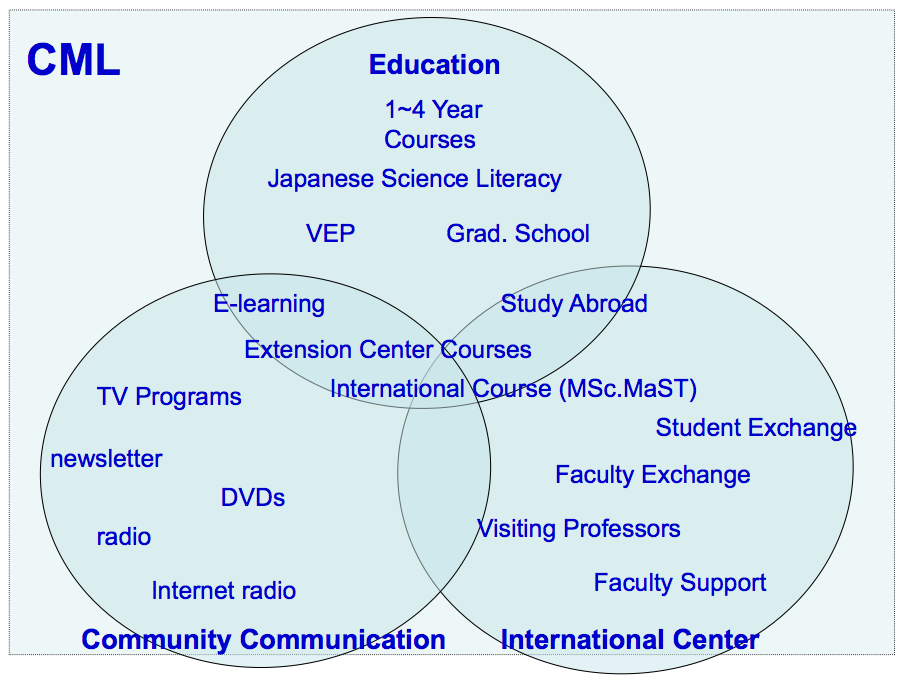 CML
Education
1~4 Year
Courses
Japanese Science Literacy
VEP
Grad. School
E-learning
Study Abroad
Extension Center Courses
International Course (MSc.MaST)
TV Programs
Student Exchange
newsletter
Faculty Exchange
DVDs
Visiting Professors
radio
Faculty Support
Internet radio
Community Communication
International Center